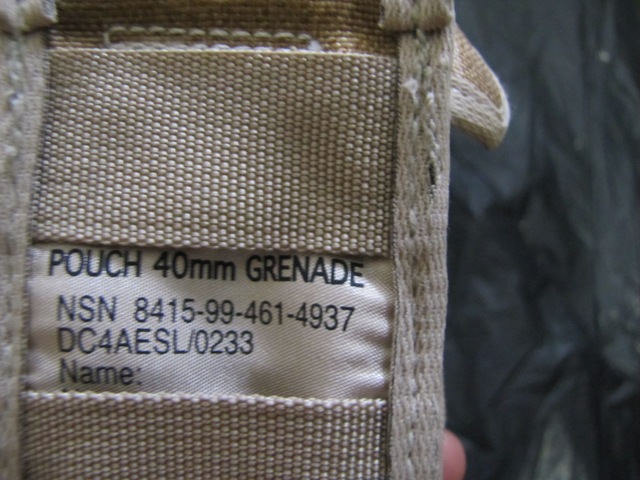 POUCH 40mm GRENADE
NSN 8415-99-461-4937
DC4AESL/0233
Name: